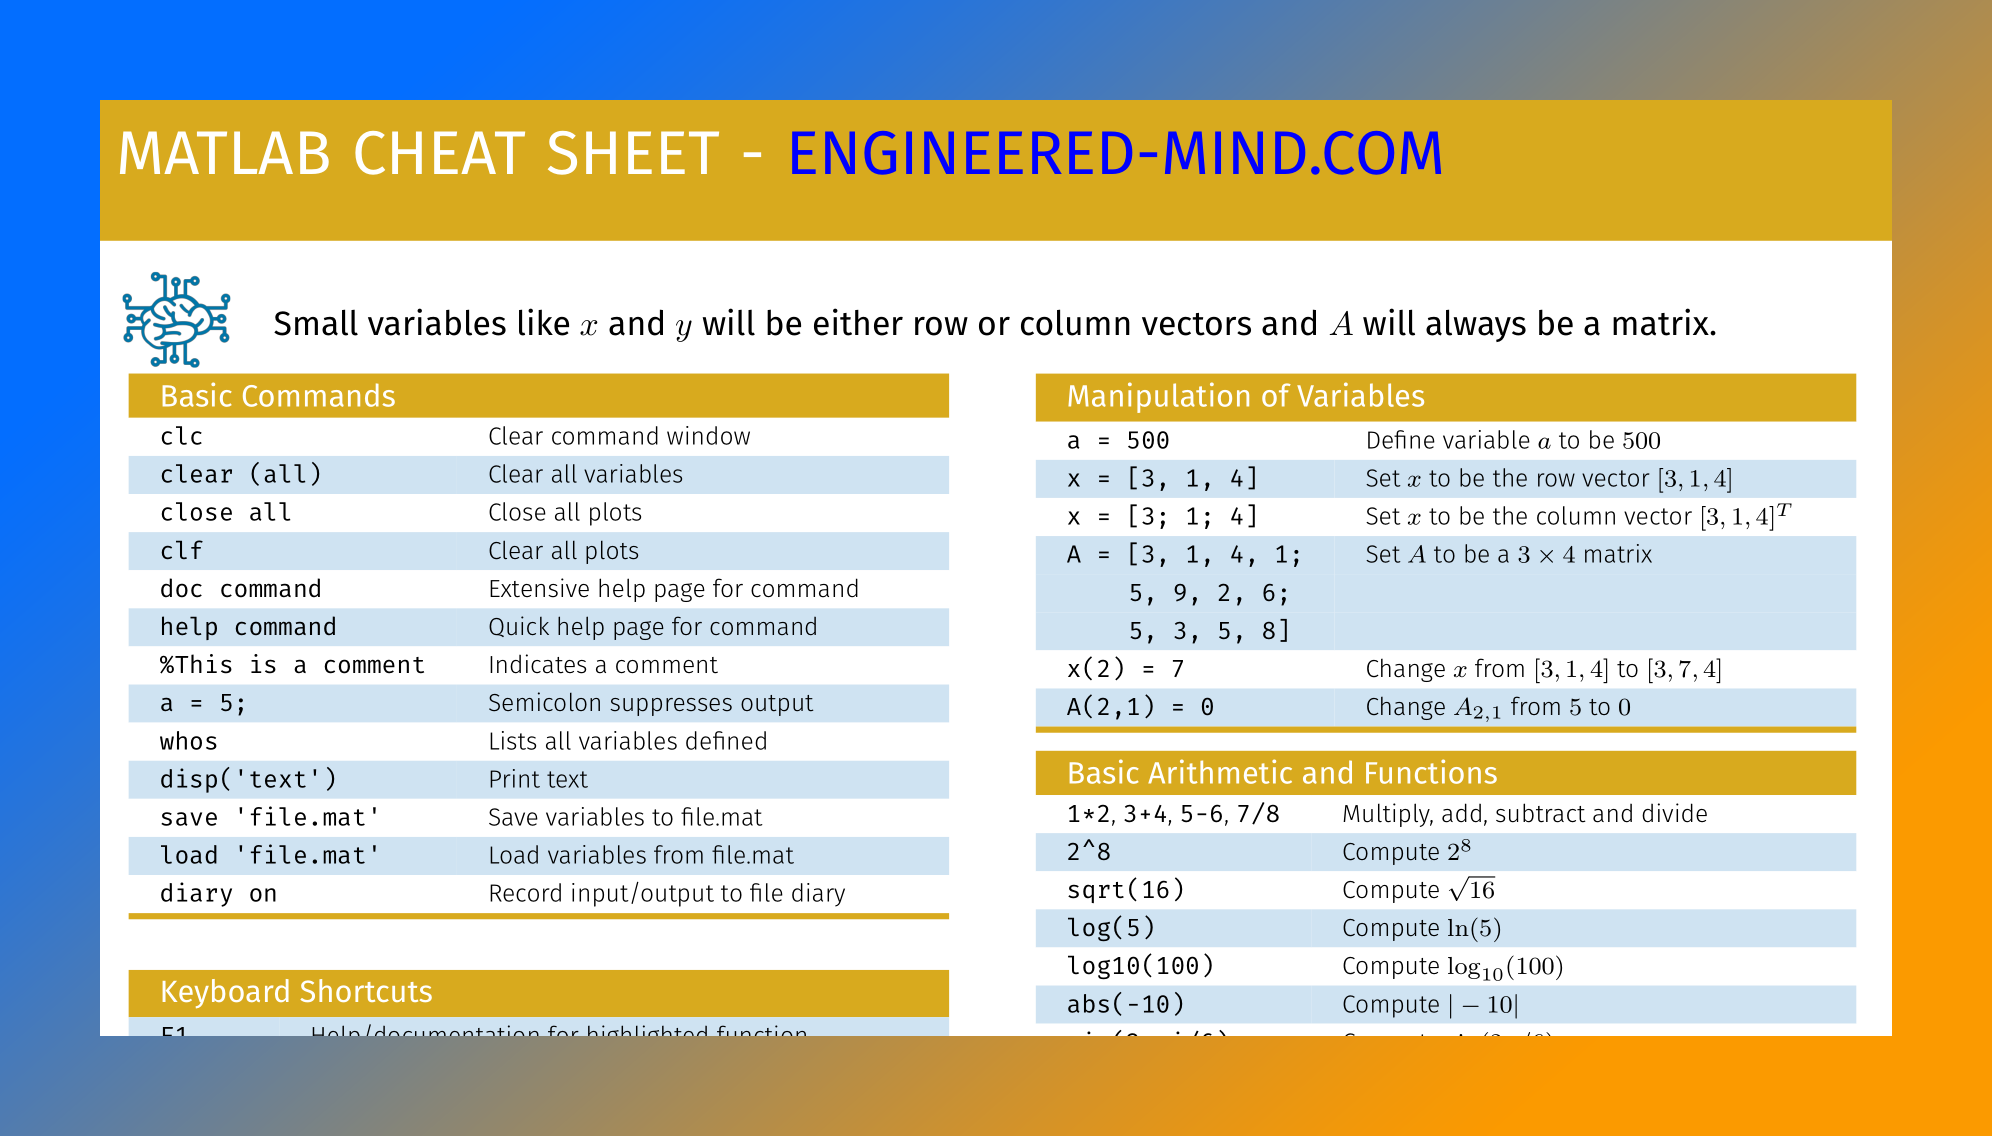 MATLAB CHEAT SHEET - ENGINEERED-MIND.COM
Small variables like x and y will be either row or column vectors and A will always be a matrix.
Basic Commands
clc Clear command window
clear (all) Clear all variables
close all Close all plots
clf Clear all plots
doc command Extensive help page for command
help command Quick help page for command
%This is a comment Indicates a comment
a = 5; Semicolon suppresses output
whos Lists all variables defined
disp('text') Print text
save 'file.mat' Save variables to file.mat
load 'file.mat' Load variables from file.mat
diary on Record input/output to file diary
Keyboard Shortcuts
F1 Help/documentation for highlighted function
Manipulation of Variables
a = 500 Define variable a to be 500
x = [3, 1, 4] Set x to be the row vector [3, 1, 4]
x = [3; 1; 4] Set x to be the column vector [3, 1, 4]^T
A = [3, 1, 4, 1; Set A to be a 3 × 4 matrix
5, 9, 2, 6;
5, 3, 5, 8]
x(2) = 7 Change x from [3, 1, 4] to [3, 7, 4]
A(2,1) = 0 Change A_{2,1} from 5 to 0
Basic Arithmetic and Functions
1*2, 3+4, 5-6, 7/8 Multiply, add, subtract and divide
2^8 Compute 2^8
sqrt(16) Compute √16
log(5) Compute ln(5)
log10(100) Compute log₁₀(100)
abs(-10) Compute | − 10|